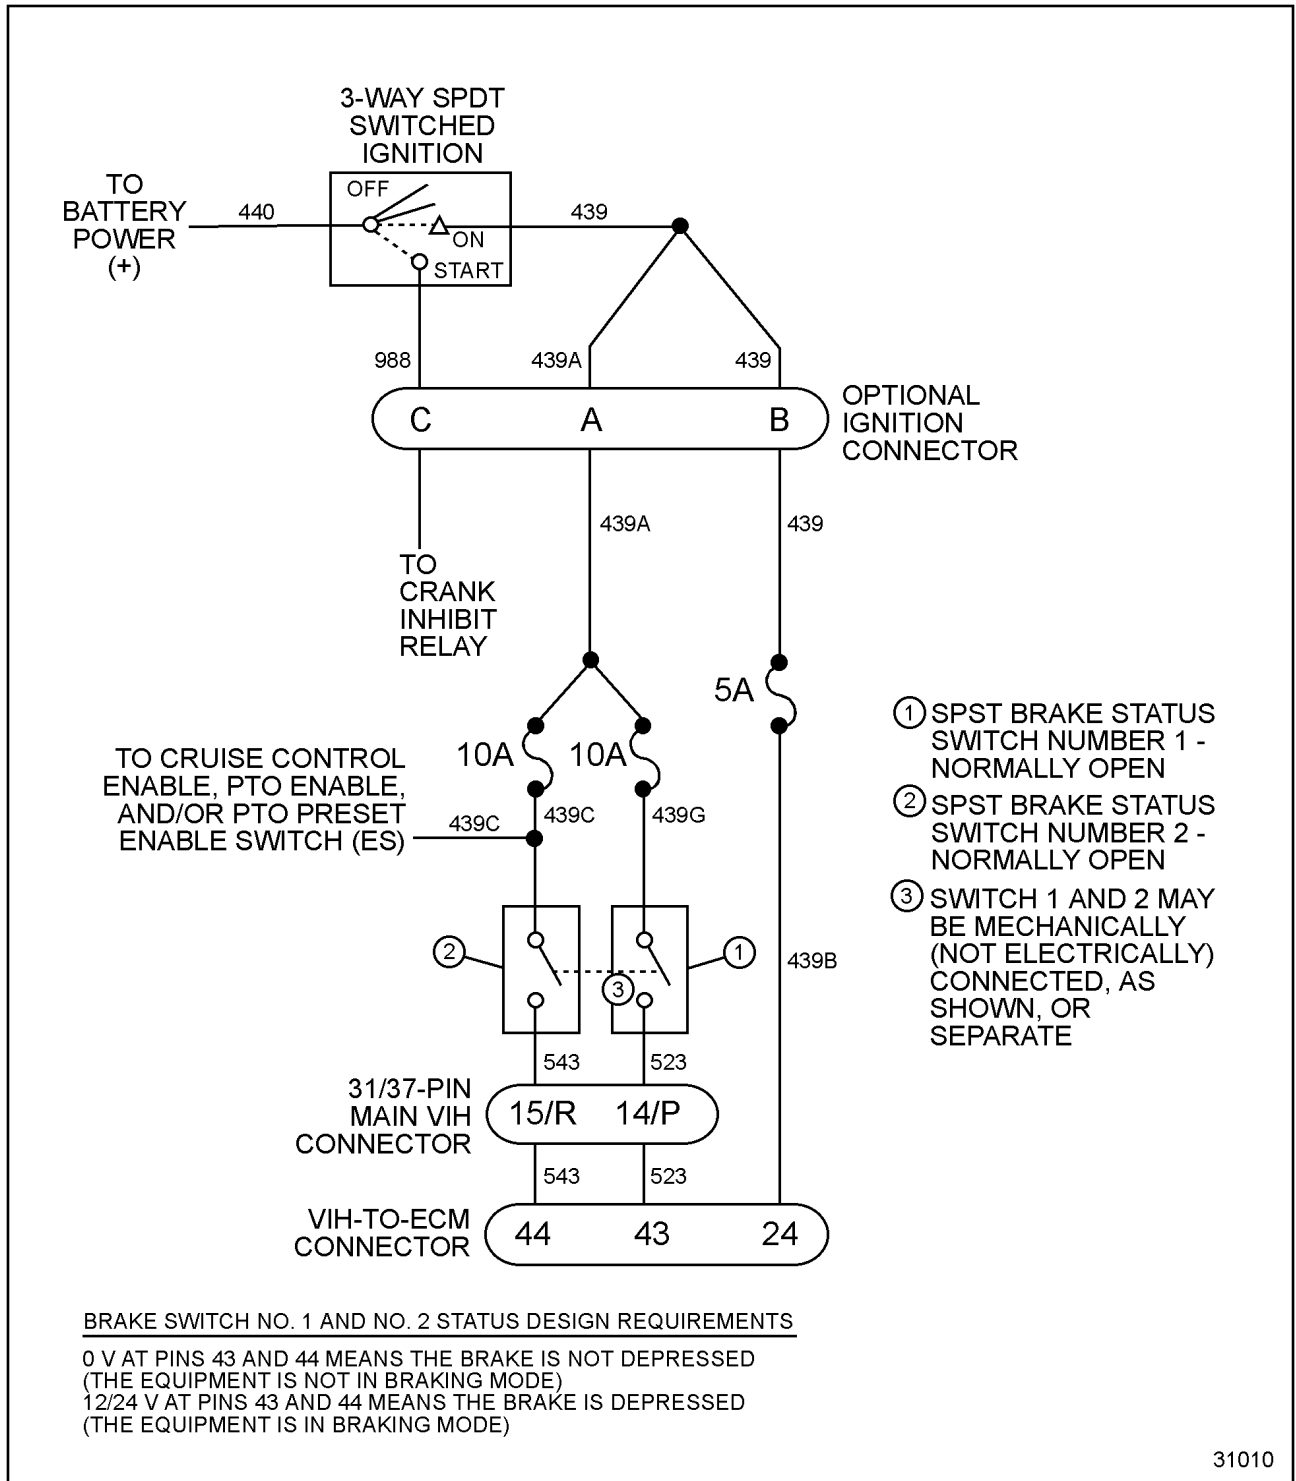 3-WAY SPDT
SWITCHED
IGNITION
TO
BATTERY
POWER
(+)
440
OFF
ON
START
439
988
439A
439
C
A
B
OPTIONAL
IGNITION
CONNECTOR
439A
439
TO
CRANK
INHIBIT
RELAY
5A
10A
10A
TO CRUISE CONTROL
ENABLE, PTO ENABLE,
AND/OR PTO PRESET
ENABLE SWITCH (ES)
439C
439C
439G
1 SPST BRAKE STATUS
SWITCH NUMBER 1 -
NORMALLY OPEN
2 SPST BRAKE STATUS
SWITCH NUMBER 2 -
NORMALLY OPEN
3 SWITCH 1 AND 2 MAY
BE MECHANICALLY
(NOT ELECTRICALLY)
CONNECTED, AS
SHOWN, OR
SEPARATE
2
3
1
439B
543
523
31/37-PIN
MAIN VIH
CONNECTOR
15/R
14/P
543
523
VIH-TO-ECM
CONNECTOR
44
43
24
BRAKE SWITCH NO. 1 AND NO. 2 STATUS DESIGN REQUIREMENTS
0 V AT PINS 43 AND 44 MEANS THE BRAKE IS NOT DEPRESSED
(THE EQUIPMENT IS NOT IN BRAKING MODE)
12/24 V AT PINS 43 AND 44 MEANS THE BRAKE IS DEPRESSED
(THE EQUIPMENT IS IN BRAKING MODE)
31010